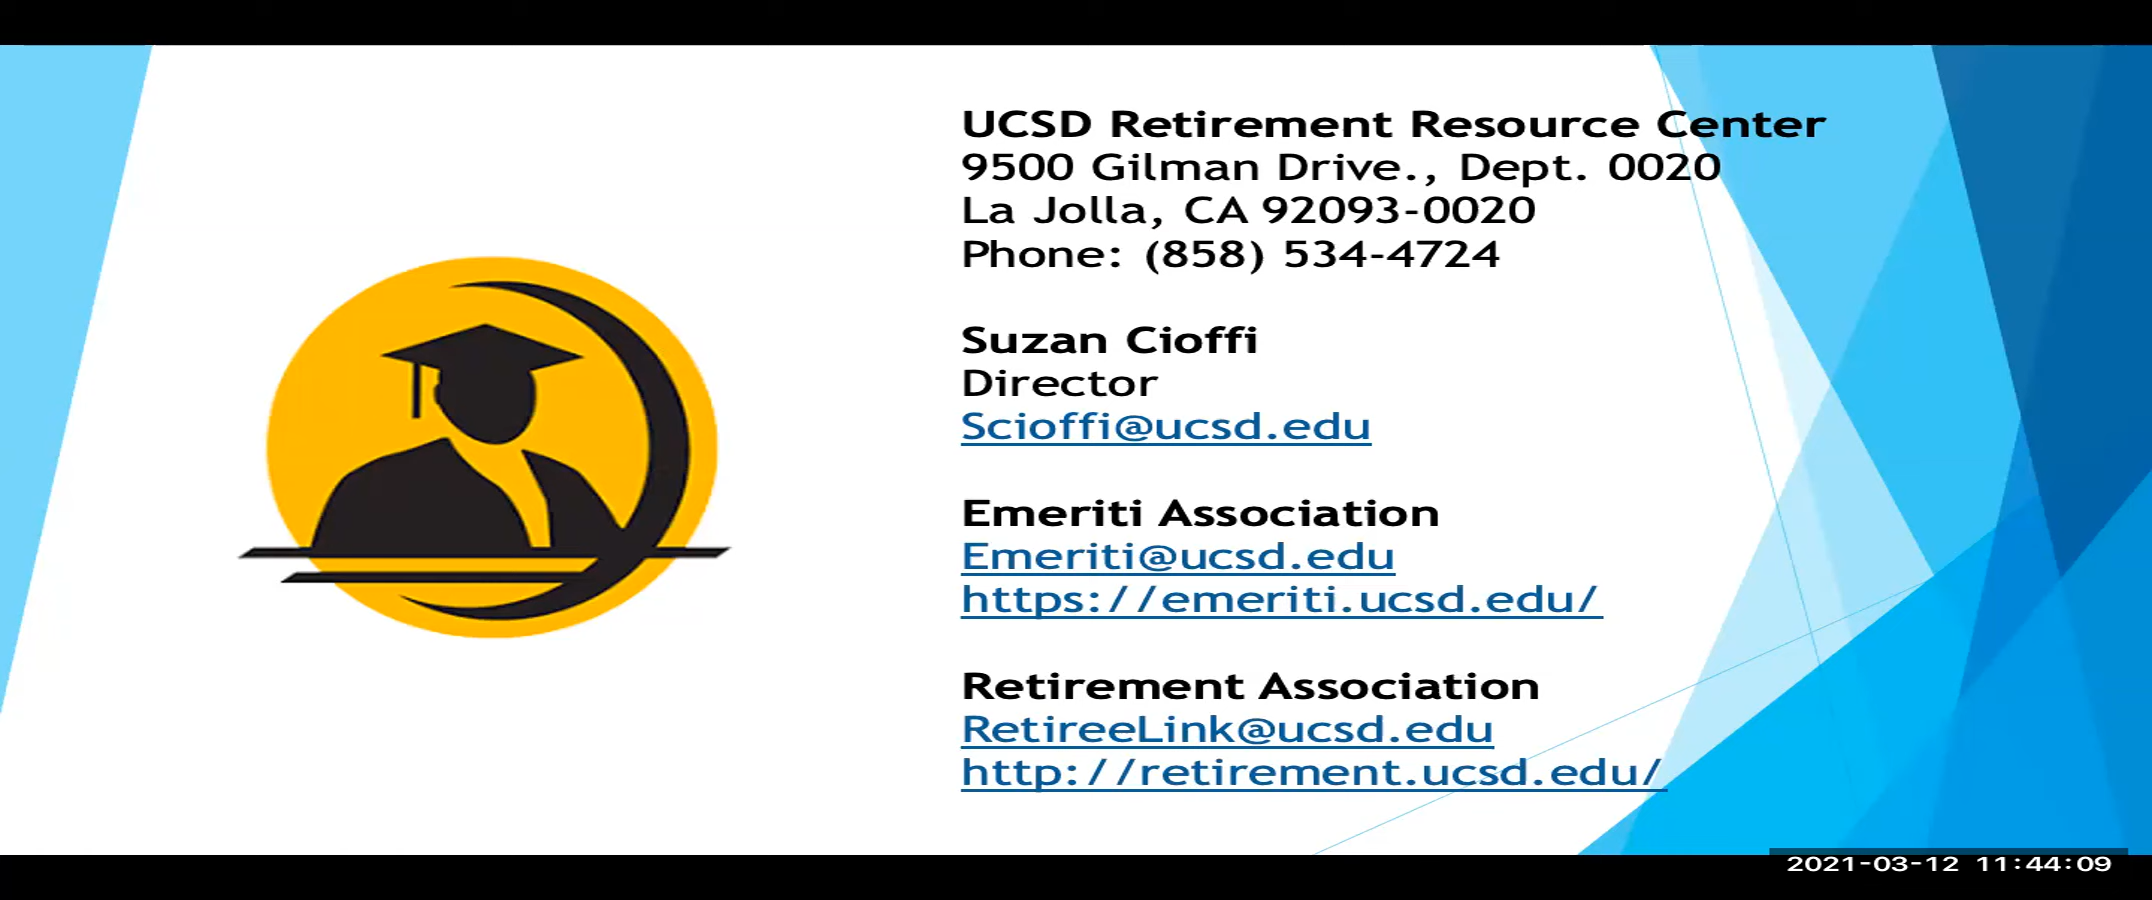 UCSD Retirement Resource Center
9500 Gilman Drive., Dept. 0020
La Jolla, CA 92093-0020
Phone: (858) 534-4724
Suzan Cioffi
Director
Scioffi@ucsd.edu
Emeriti Association
Emeriti@ucsd.edu
https://emeriti.ucsd.edu/
Retirement Association
RetireeLink@ucsd.edu
http://retirement.ucsd.edu/
2021-03-12 11:44:09